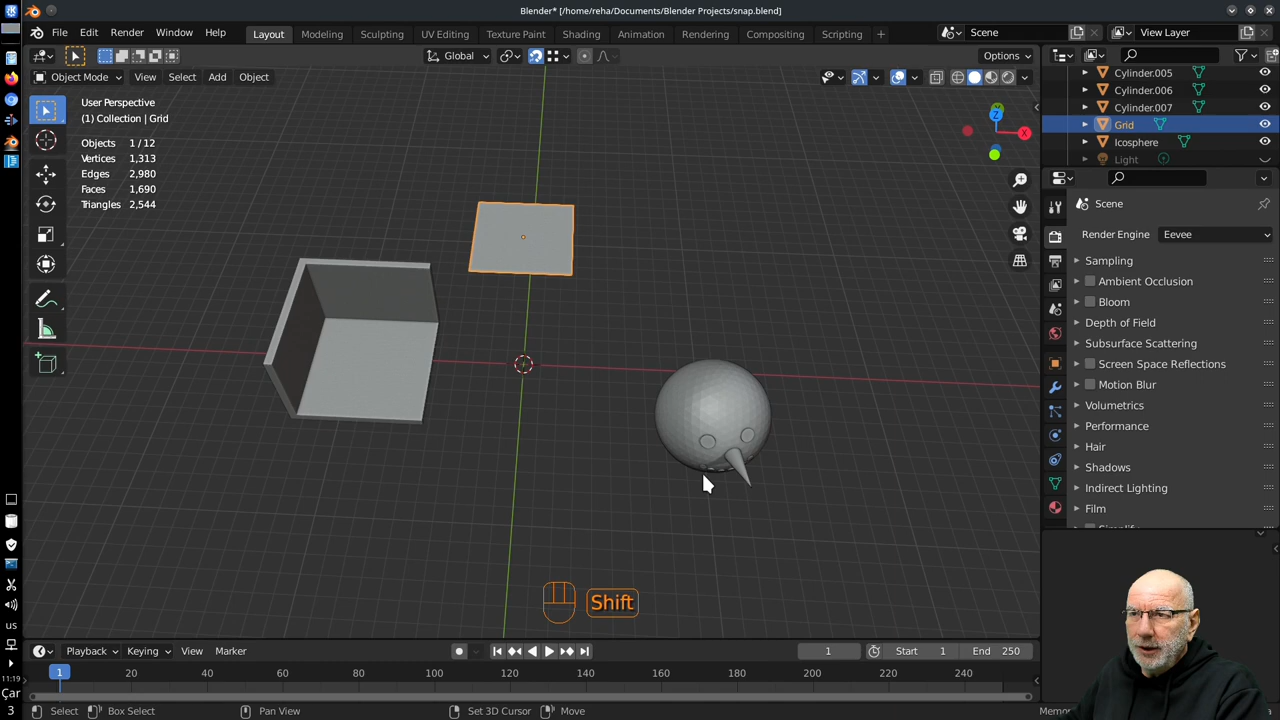 Blender* [/home/reha/Documents/Blender Projects/snap.blend]
File Edit Render Window Help Layout Modeling Sculpting UV Editing Texture Paint Shading Animation Rendering Compositing Scripting + Scene View Layer
Global Options
Object Mode View Select Add Object
User Perspective
(1) Collection | Grid
Objects 1 / 12
Vertices 1,313
Edges 2,980
Faces 1,690
Triangles 2,544
Z
X
Cylinder.005
Cylinder.006
Cylinder.007
Grid
Icosphere
Light
Scene
Render Engine Eevee
Sampling
Ambient Occlusion
Bloom
Depth of Field
Subsurface Scattering
Screen Space Reflections
Motion Blur
Volumetrics
Performance
Hair
Shadows
Indirect Lighting
Film
Shift
us
11:19
Çar
3
Playback Keying View Marker 1 Start 1 End 250
1 20 40 60 80 100 120 140 160 180 200 220 240
Select Box Select Pan View Set 3D Cursor Move